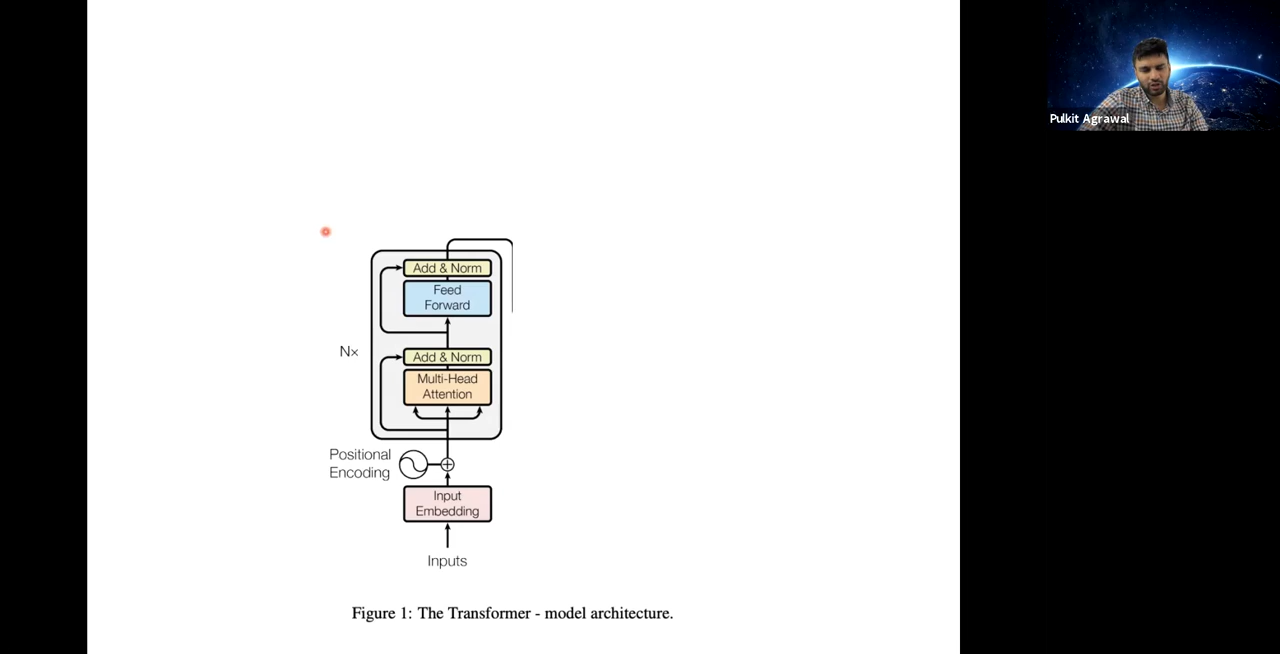 Pulkit Agrawal
Add & Norm
Feed
Forward
Nx
Add & Norm
Multi-Head
Attention
Positional
Encoding
Input
Embedding
Inputs
Figure 1: The Transformer - model architecture.